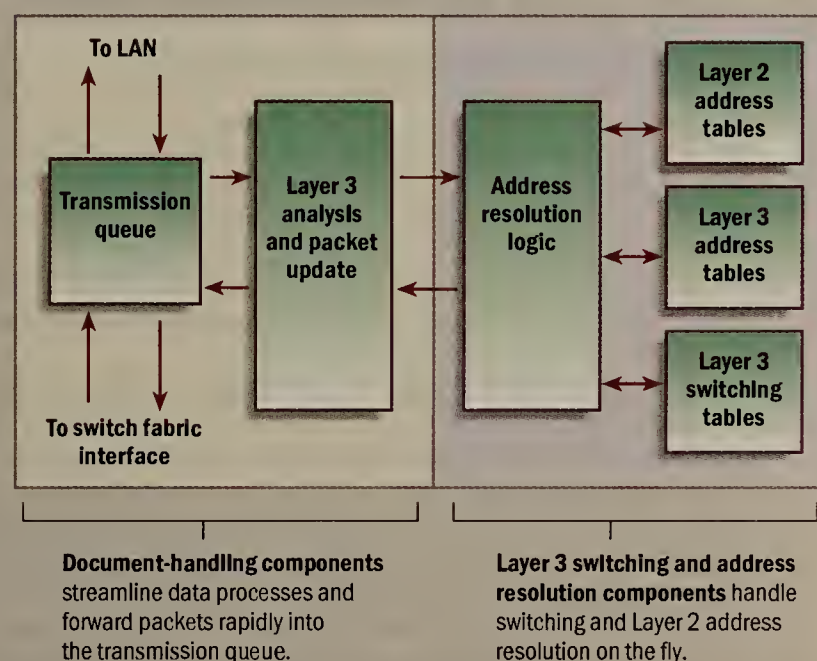 To LAN
Transmission
queue
Layer 3
analysis
and packet
update
To switch fabric
interface
Address
resolution
logic
Layer 2
address
tables
Layer 3
address
tables
Layer 3
switching
tables
Document-handling components
streamline data processes and
forward packets rapidly into
the transmission queue.
Layer 3 switching and address
resolution components handle
switching and Layer 2 address
resolution on the fly.